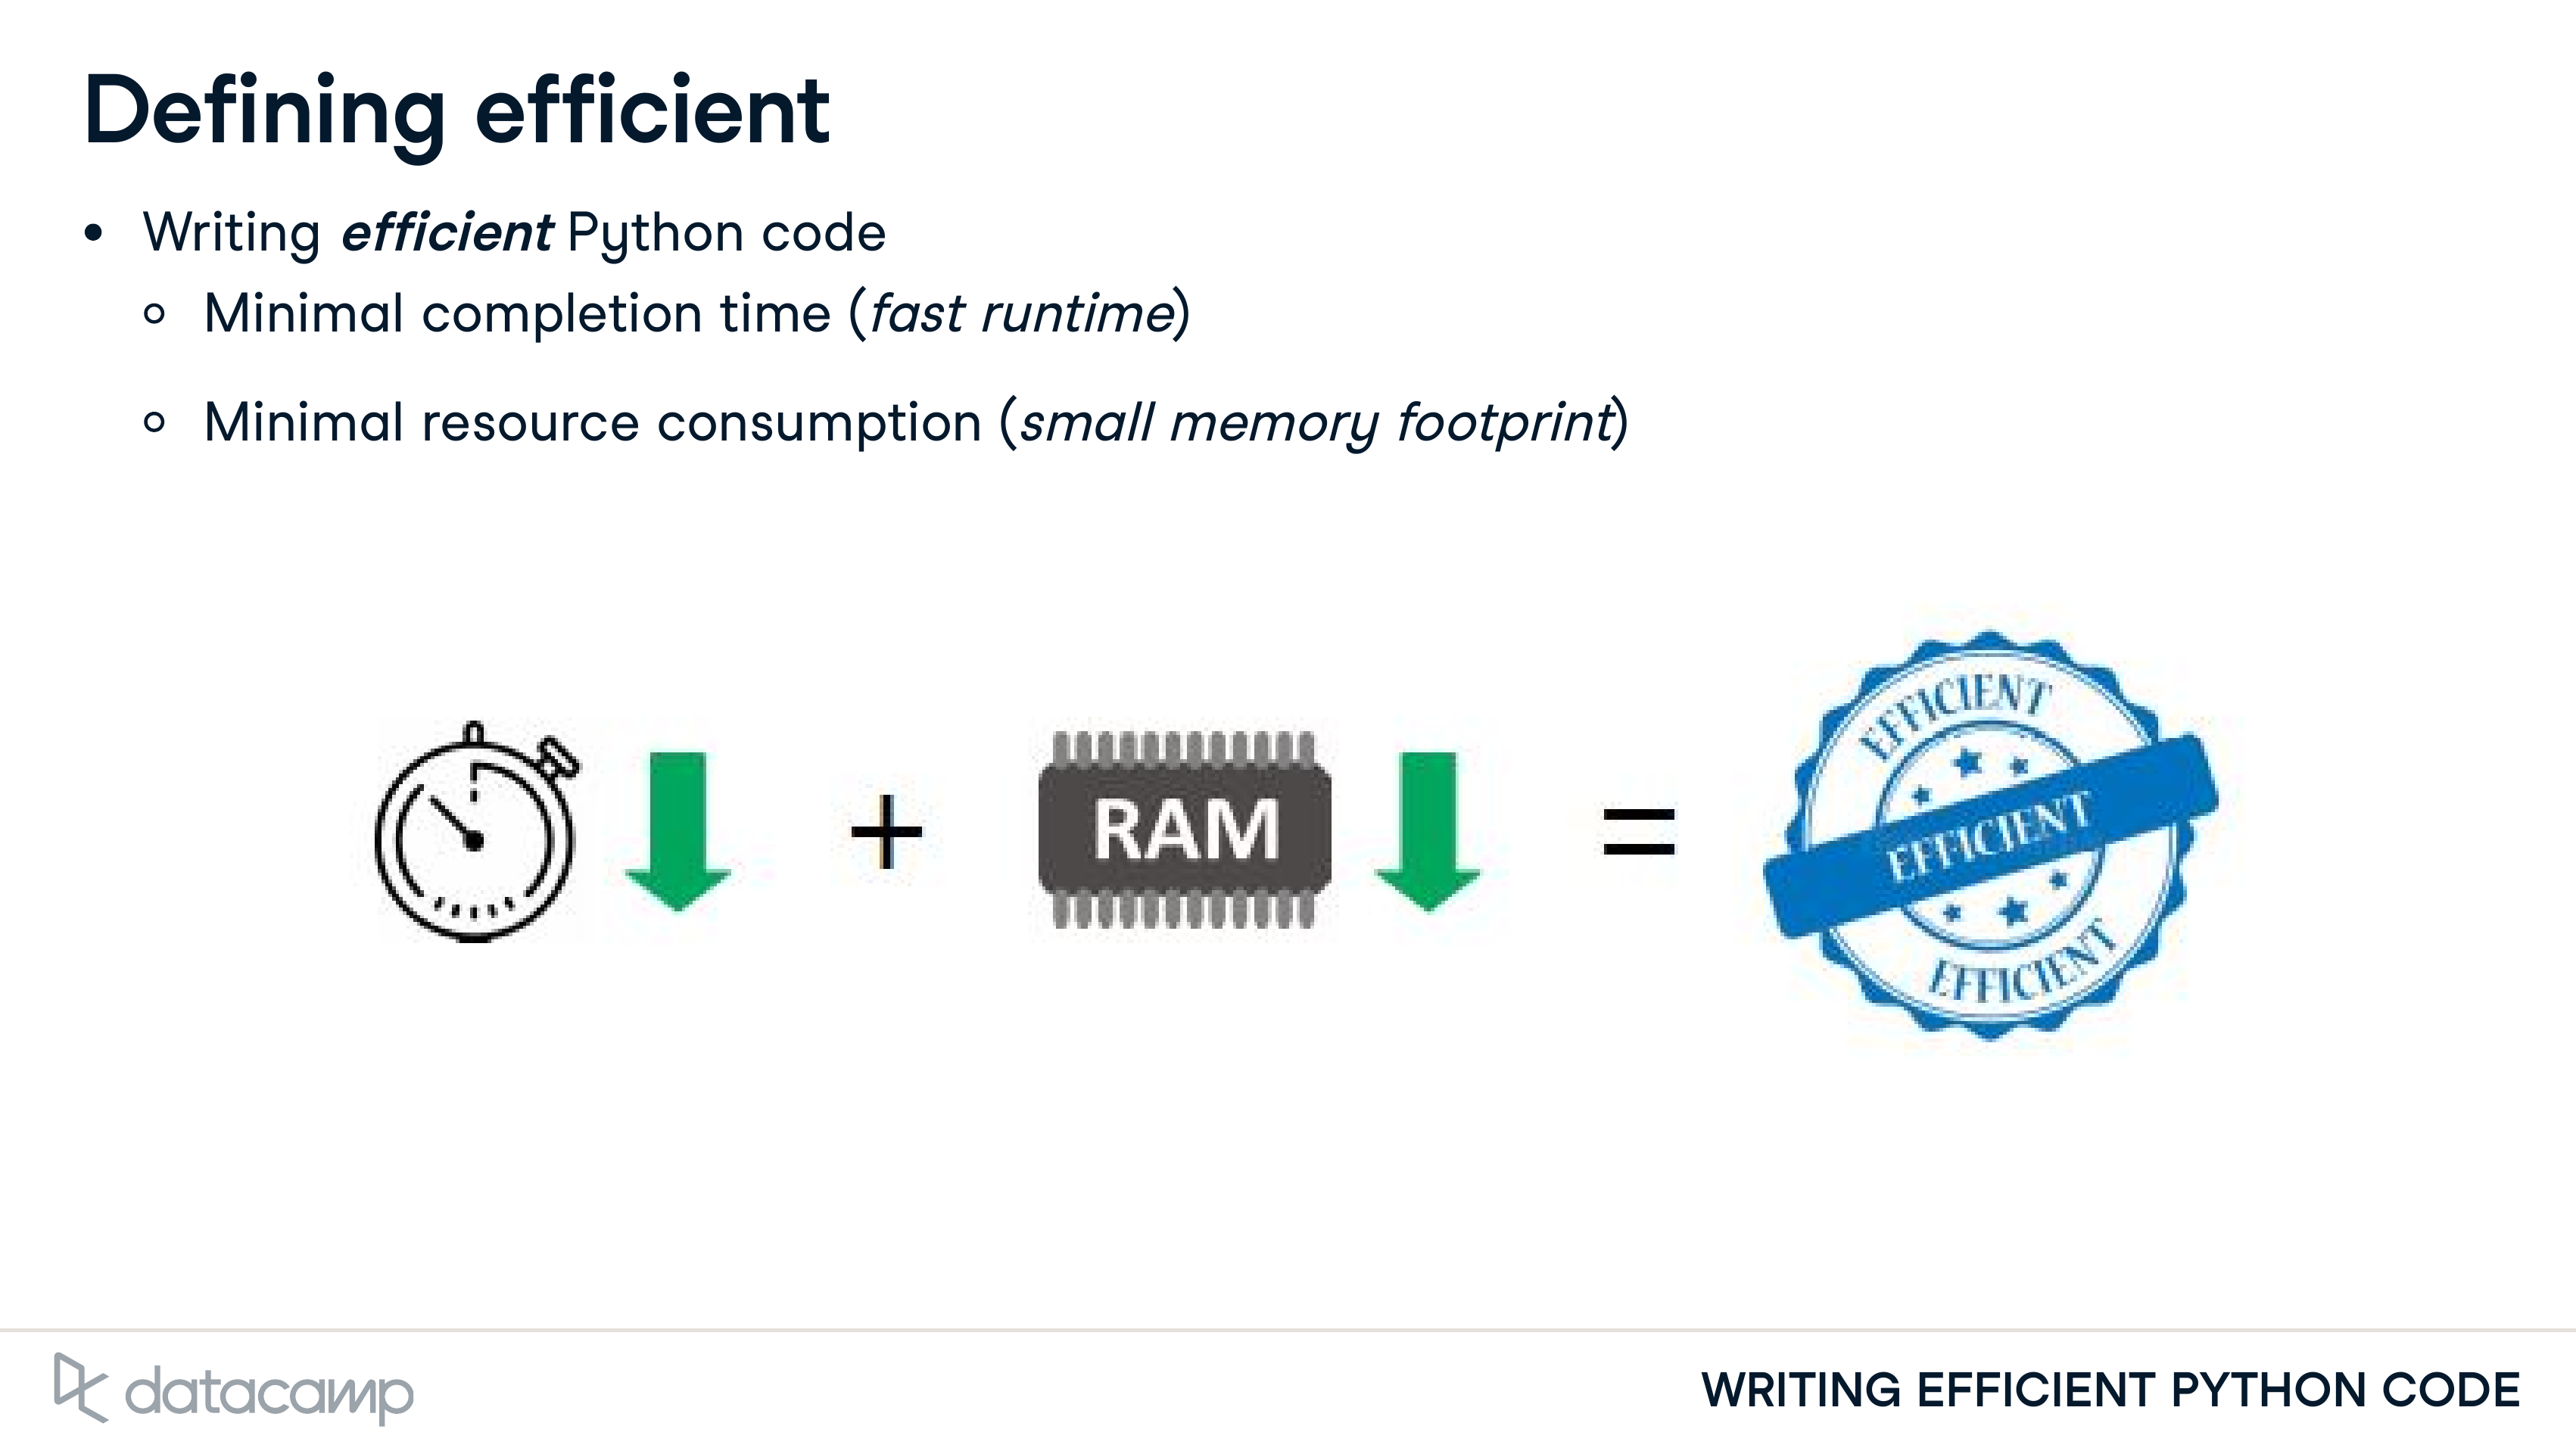 Defining efficient
• Writing efficient Python code
○ Minimal completion time (fast runtime)
○ Minimal resource consumption (small memory footprint)
+
RAM
=
EFFICIENT
EFFICIENT
EFFICIENT
datacamp
WRITING EFFICIENT PYTHON CODE